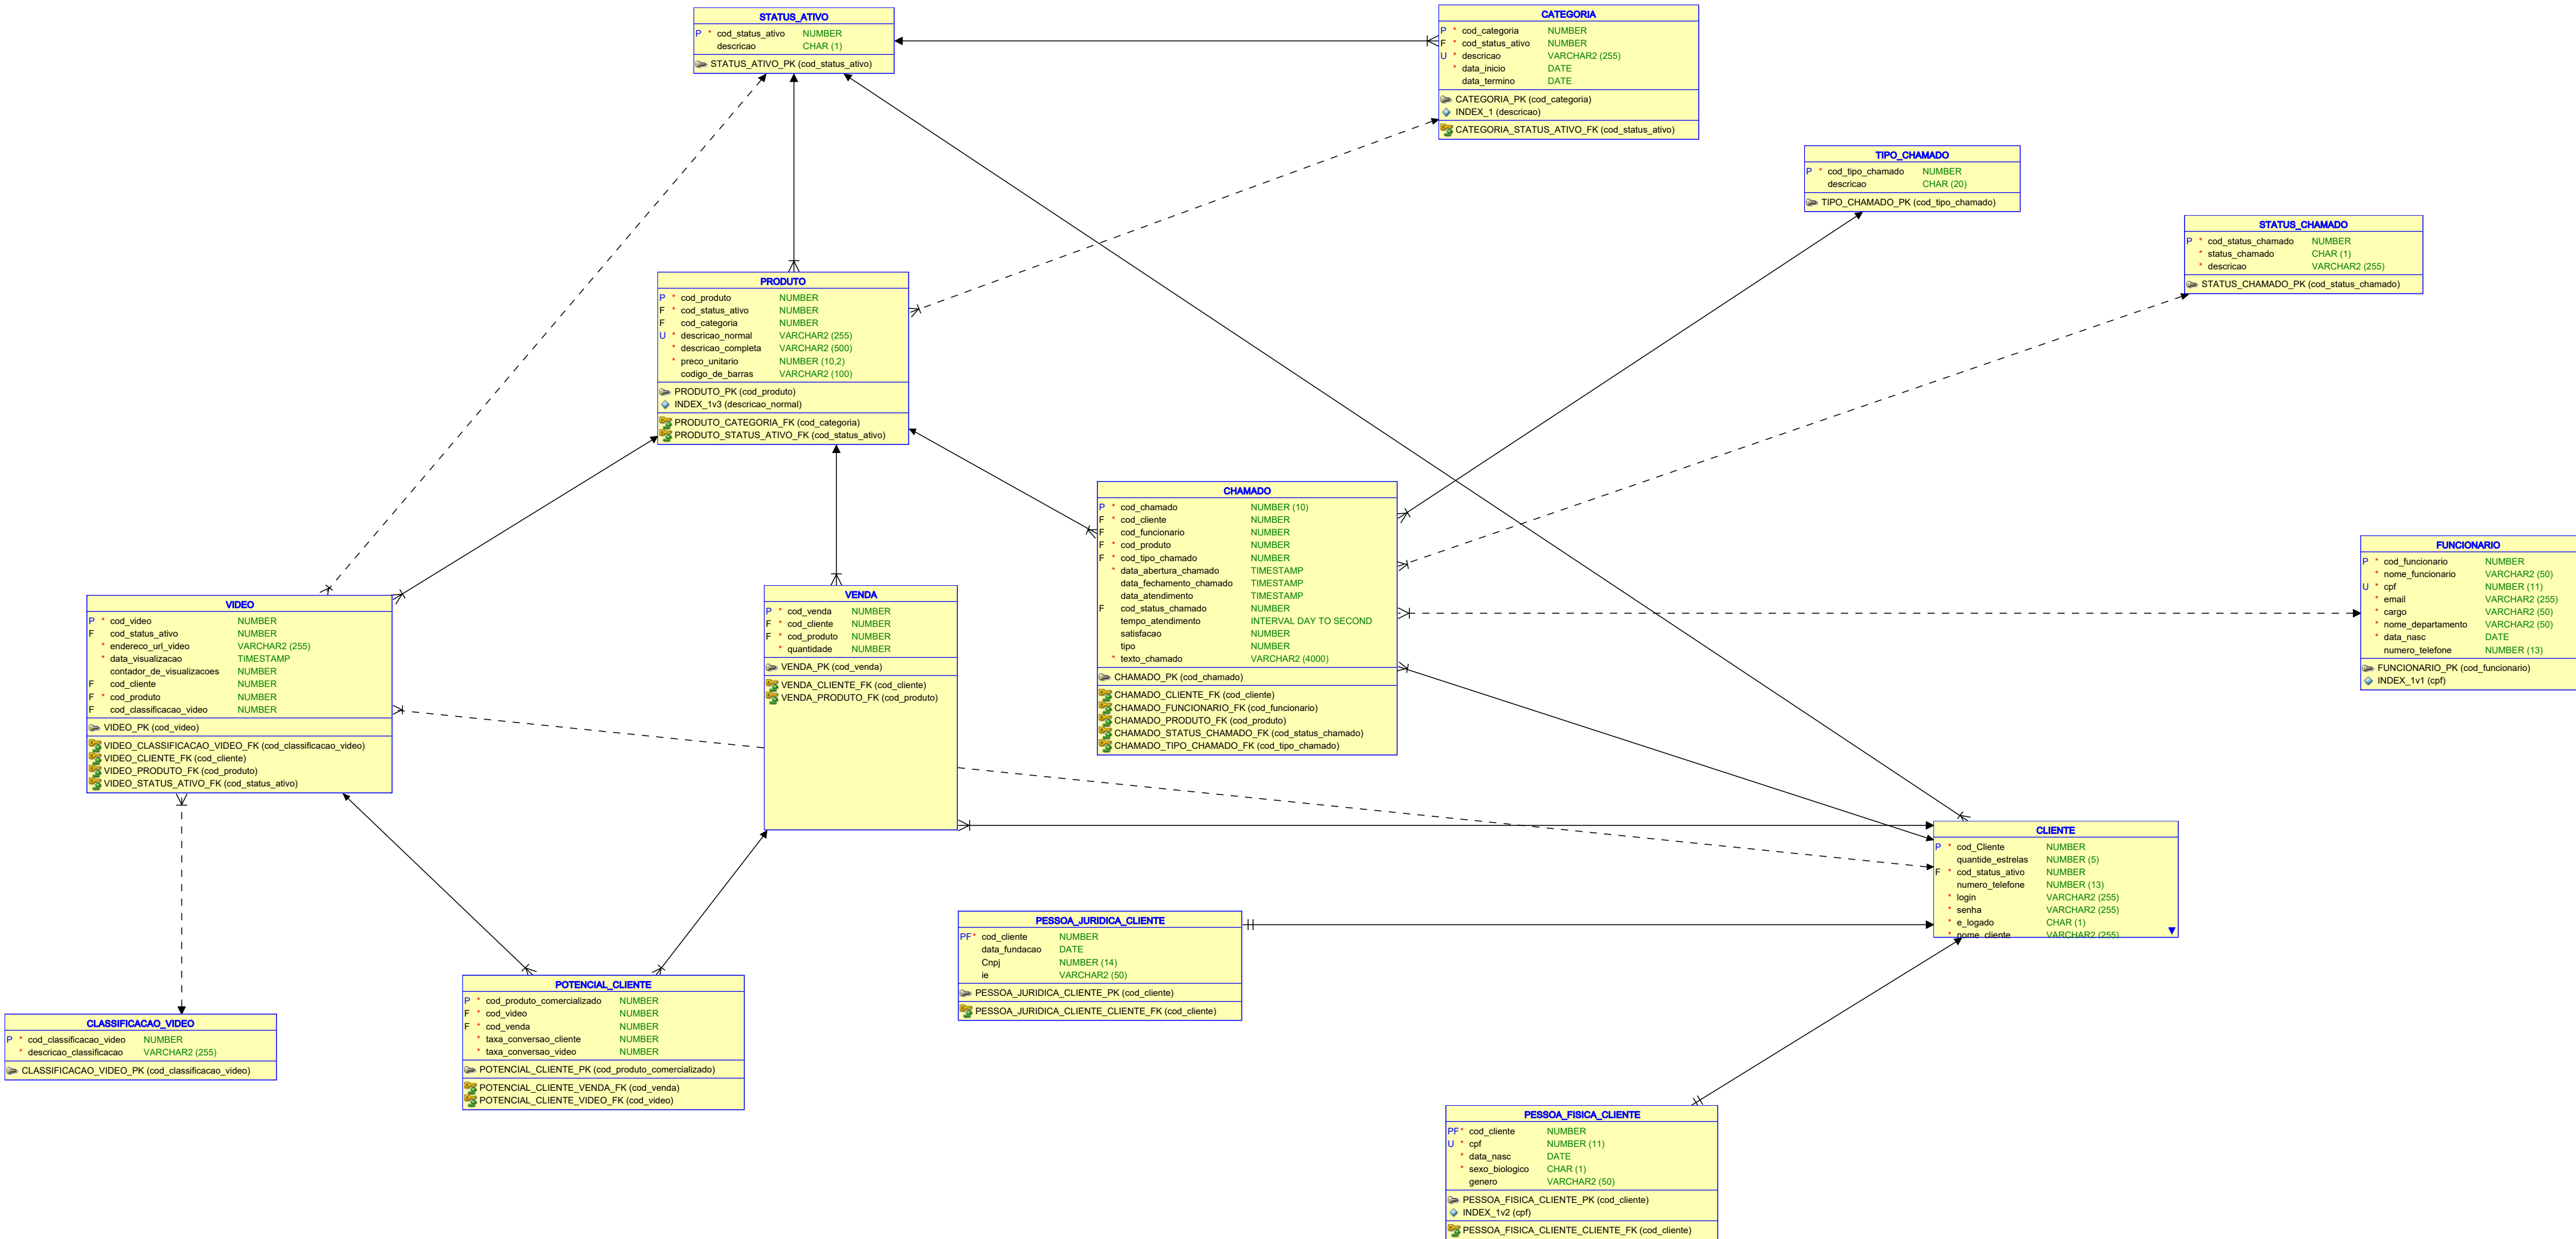 STATUS_ATIVO
P * cod_status_ativo NUMBER
descricao CHAR (1)
STATUS_ATIVO_PK (cod_status_ativo)
CATEGORIA
P * cod_categoria NUMBER
F * cod_status_ativo NUMBER
U * descricao VARCHAR2 (255)
* data_inicio DATE
data_termino DATE
CATEGORIA_PK (cod_categoria)
INDEX_1 (descricao)
CATEGORIA_STATUS_ATIVO_FK (cod_status_ativo)
TIPO_CHAMADO
P * cod_tipo_chamado NUMBER
descricao CHAR (20)
TIPO_CHAMADO_PK (cod_tipo_chamado)
STATUS_CHAMADO
P * cod_status_chamado NUMBER
* status_chamado CHAR (1)
* descricao VARCHAR2 (255)
STATUS_CHAMADO_PK (cod_status_chamado)
PRODUTO
P * cod_produto NUMBER
F * cod_status_ativo NUMBER
F cod_categoria NUMBER
U * descricao_normal VARCHAR2 (255)
* descricao_completa VARCHAR2 (500)
* preco_unitario NUMBER (10,2)
codigo_de_barras VARCHAR2 (100)
PRODUTO_PK (cod_produto)
INDEX_1v3 (descricao_normal)
PRODUTO_CATEGORIA_FK (cod_categoria)
PRODUTO_STATUS_ATIVO_FK (cod_status_ativo)
CHAMADO
P * cod_chamado NUMBER (10)
F * cod_cliente NUMBER
F cod_funcionario NUMBER
F * cod_produto NUMBER
F * cod_tipo_chamado NUMBER
* data_abertura_chamado TIMESTAMP
data_fechamento_chamado TIMESTAMP
data_atendimento TIMESTAMP
F cod_status_chamado NUMBER
tempo_atendimento INTERVAL DAY TO SECOND
satisfacao NUMBER
tipo NUMBER
* texto_chamado VARCHAR2 (4000)
CHAMADO_PK (cod_chamado)
CHAMADO_CLIENTE_FK (cod_cliente)
CHAMADO_FUNCIONARIO_FK (cod_funcionario)
CHAMADO_PRODUTO_FK (cod_produto)
CHAMADO_STATUS_CHAMADO_FK (cod_status_chamado)
CHAMADO_TIPO_CHAMADO_FK (cod_tipo_chamado)
FUNCIONARIO
P * cod_funcionario NUMBER
* nome_funcionario VARCHAR2 (50)
U * cpf NUMBER (11)
* email VARCHAR2 (255)
* cargo VARCHAR2 (50)
* nome_departamento VARCHAR2 (50)
* data_nasc DATE
numero_telefone NUMBER (13)
FUNCIONARIO_PK (cod_funcionario)
INDEX_1v1 (cpf)
VIDEO
P * cod_video NUMBER
F cod_status_ativo NUMBER
* endereco_url_video VARCHAR2 (255)
* data_visualizacao TIMESTAMP
contador_de_visualizacoes NUMBER
F cod_cliente NUMBER
F * cod_produto NUMBER
F cod_classificacao_video NUMBER
VIDEO_PK (cod_video)
VIDEO_CLASSIFICACAO_VIDEO_FK (cod_classificacao_video)
VIDEO_CLIENTE_FK (cod_cliente)
VIDEO_PRODUTO_FK (cod_produto)
VIDEO_STATUS_ATIVO_FK (cod_status_ativo)
VENDA
P * cod_venda NUMBER
F * cod_cliente NUMBER
F * cod_produto NUMBER
* quantidade NUMBER
VENDA_PK (cod_venda)
VENDA_CLIENTE_FK (cod_cliente)
VENDA_PRODUTO_FK (cod_produto)
CLIENTE
P * cod_Cliente NUMBER
quantide_estrelas NUMBER (5)
F * cod_status_ativo NUMBER
numero_telefone NUMBER (13)
* login VARCHAR2 (255)
* senha VARCHAR2 (255)
* e_logado CHAR (1)
* nome_cliente VARCHAR2 (255)
PESSOA_JURIDICA_CLIENTE
PF* cod_cliente NUMBER
data_fundacao DATE
Cnpj NUMBER (14)
ie VARCHAR2 (50)
PESSOA_JURIDICA_CLIENTE_PK (cod_cliente)
PESSOA_JURIDICA_CLIENTE_CLIENTE_FK (cod_cliente)
POTENCIAL_CLIENTE
P * cod_produto_comercializado NUMBER
F * cod_video NUMBER
F * cod_venda NUMBER
* taxa_conversao_cliente NUMBER
* taxa_conversao_video NUMBER
POTENCIAL_CLIENTE_PK (cod_produto_comercializado)
POTENCIAL_CLIENTE_VENDA_FK (cod_venda)
POTENCIAL_CLIENTE_VIDEO_FK (cod_video)
CLASSIFICACAO_VIDEO
P * cod_classificacao_video NUMBER
* descricao_classificacao VARCHAR2 (255)
CLASSIFICACAO_VIDEO_PK (cod_classificacao_video)
PESSOA_FISICA_CLIENTE
PF* cod_cliente NUMBER
U * cpf NUMBER (11)
* data_nasc DATE
* sexo_biologico CHAR (1)
genero VARCHAR2 (50)
PESSOA_FISICA_CLIENTE_PK (cod_cliente)
INDEX_1v2 (cpf)
PESSOA_FISICA_CLIENTE_CLIENTE_FK (cod_cliente)